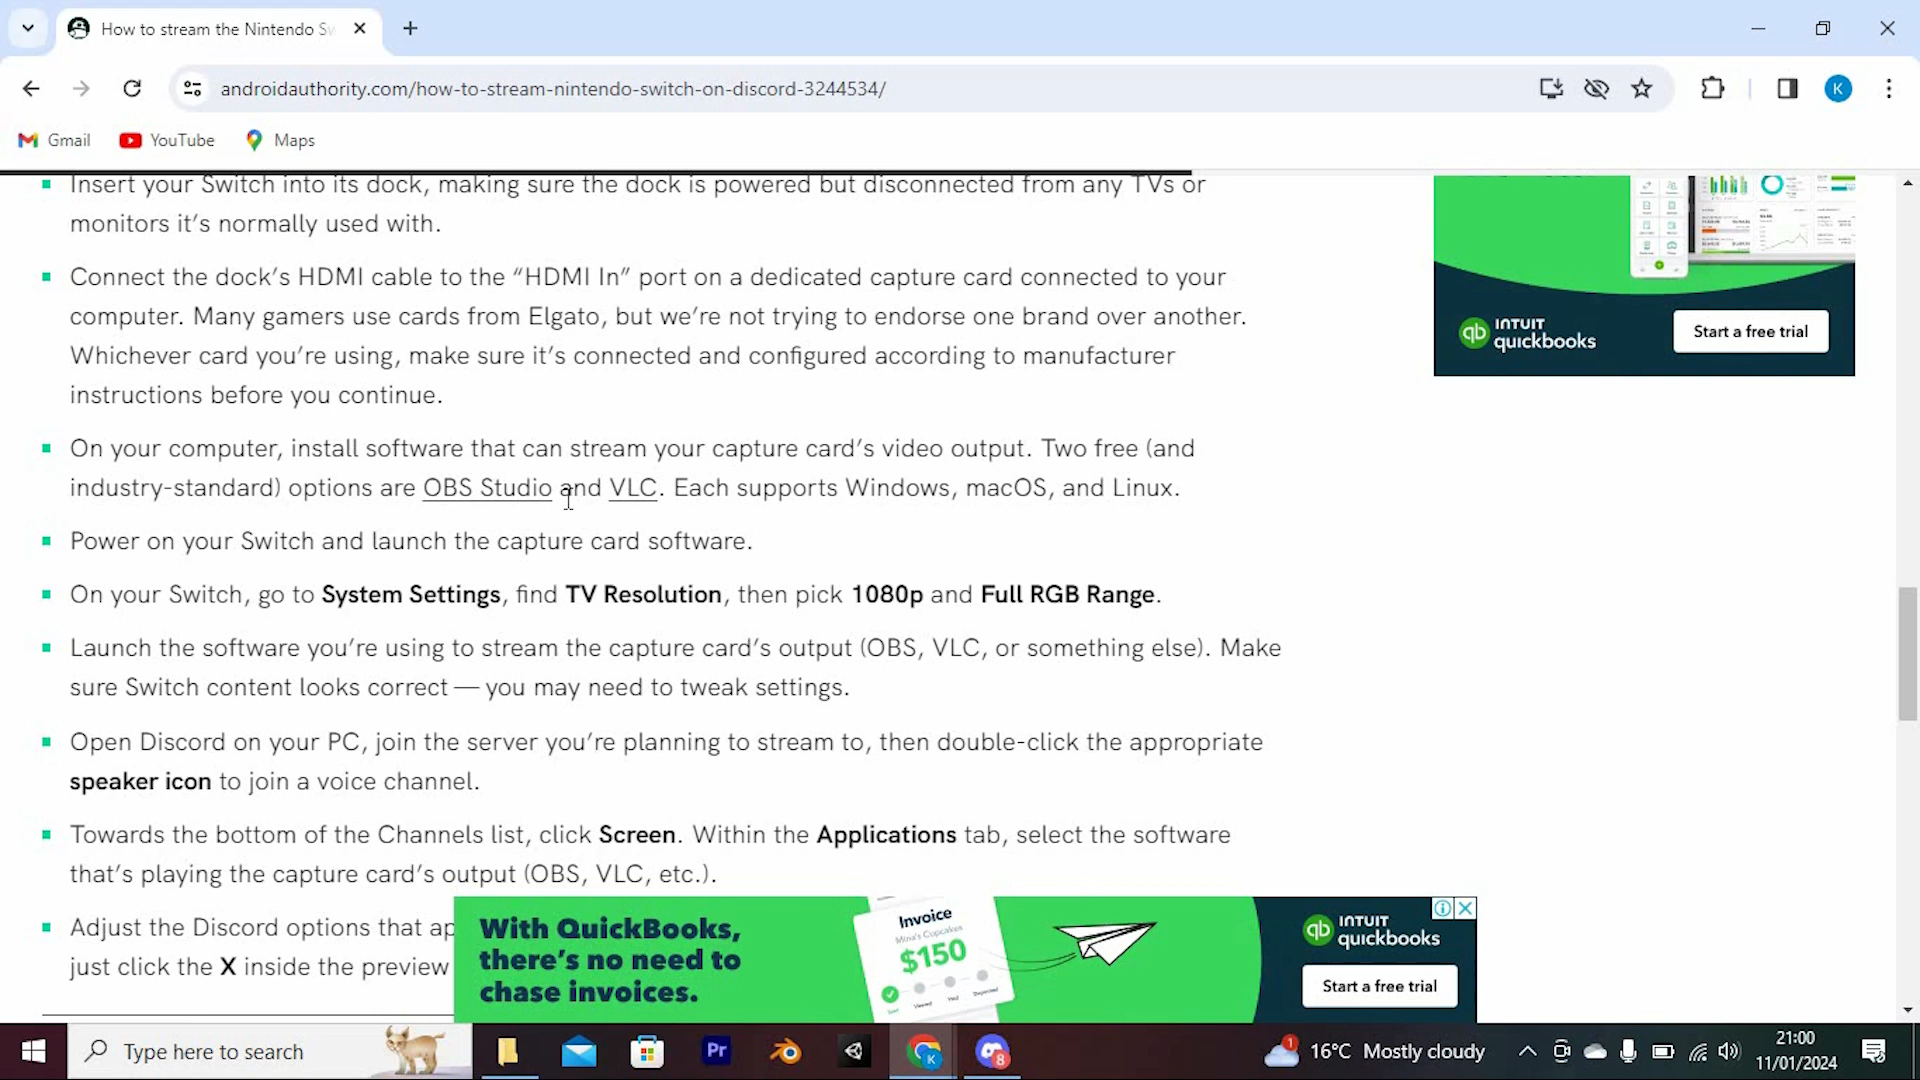 How to stream the Nintendo Sw
androidauthority.com/how-to-stream-nintendo-switch-on-discord-3244534/
K
Gmail
YouTube
Maps
Insert your Switch into its dock, making sure the dock is powered but disconnected from any TVs or
monitors it’s normally used with.
Connect the dock’s HDMI cable to the “HDMI In” port on a dedicated capture card connected to your
computer. Many gamers use cards from Elgato, but we’re not trying to endorse one brand over another.
Whichever card you’re using, make sure it’s connected and configured according to manufacturer
instructions before you continue.
On your computer, install software that can stream your capture card’s video output. Two free (and
industry-standard) options are OBS Studio and VLC. Each supports Windows, macOS, and Linux.
Power on your Switch and launch the capture card software.
On your Switch, go to System Settings, find TV Resolution, then pick 1080p and Full RGB Range.
Launch the software you’re using to stream the capture card’s output (OBS, VLC, or something else). Make
sure Switch content looks correct — you may need to tweak settings.
Open Discord on your PC, join the server you’re planning to stream to, then double-click the appropriate
speaker icon to join a voice channel.
Towards the bottom of the Channels list, click Screen. Within the Applications tab, select the software
that’s playing the capture card’s output (OBS, VLC, etc.).
Adjust the Discord options that ap
just click the X inside the preview
qb INTUIT quickbooks
Start a free trial
With QuickBooks,
there’s no need to
chase invoices.
Invoice
Mina's Cupcakes
$150
qb INTUIT quickbooks
Start a free trial
Type here to search
Pr
K
8
1
16°C Mostly cloudy
21:00
11/01/2024